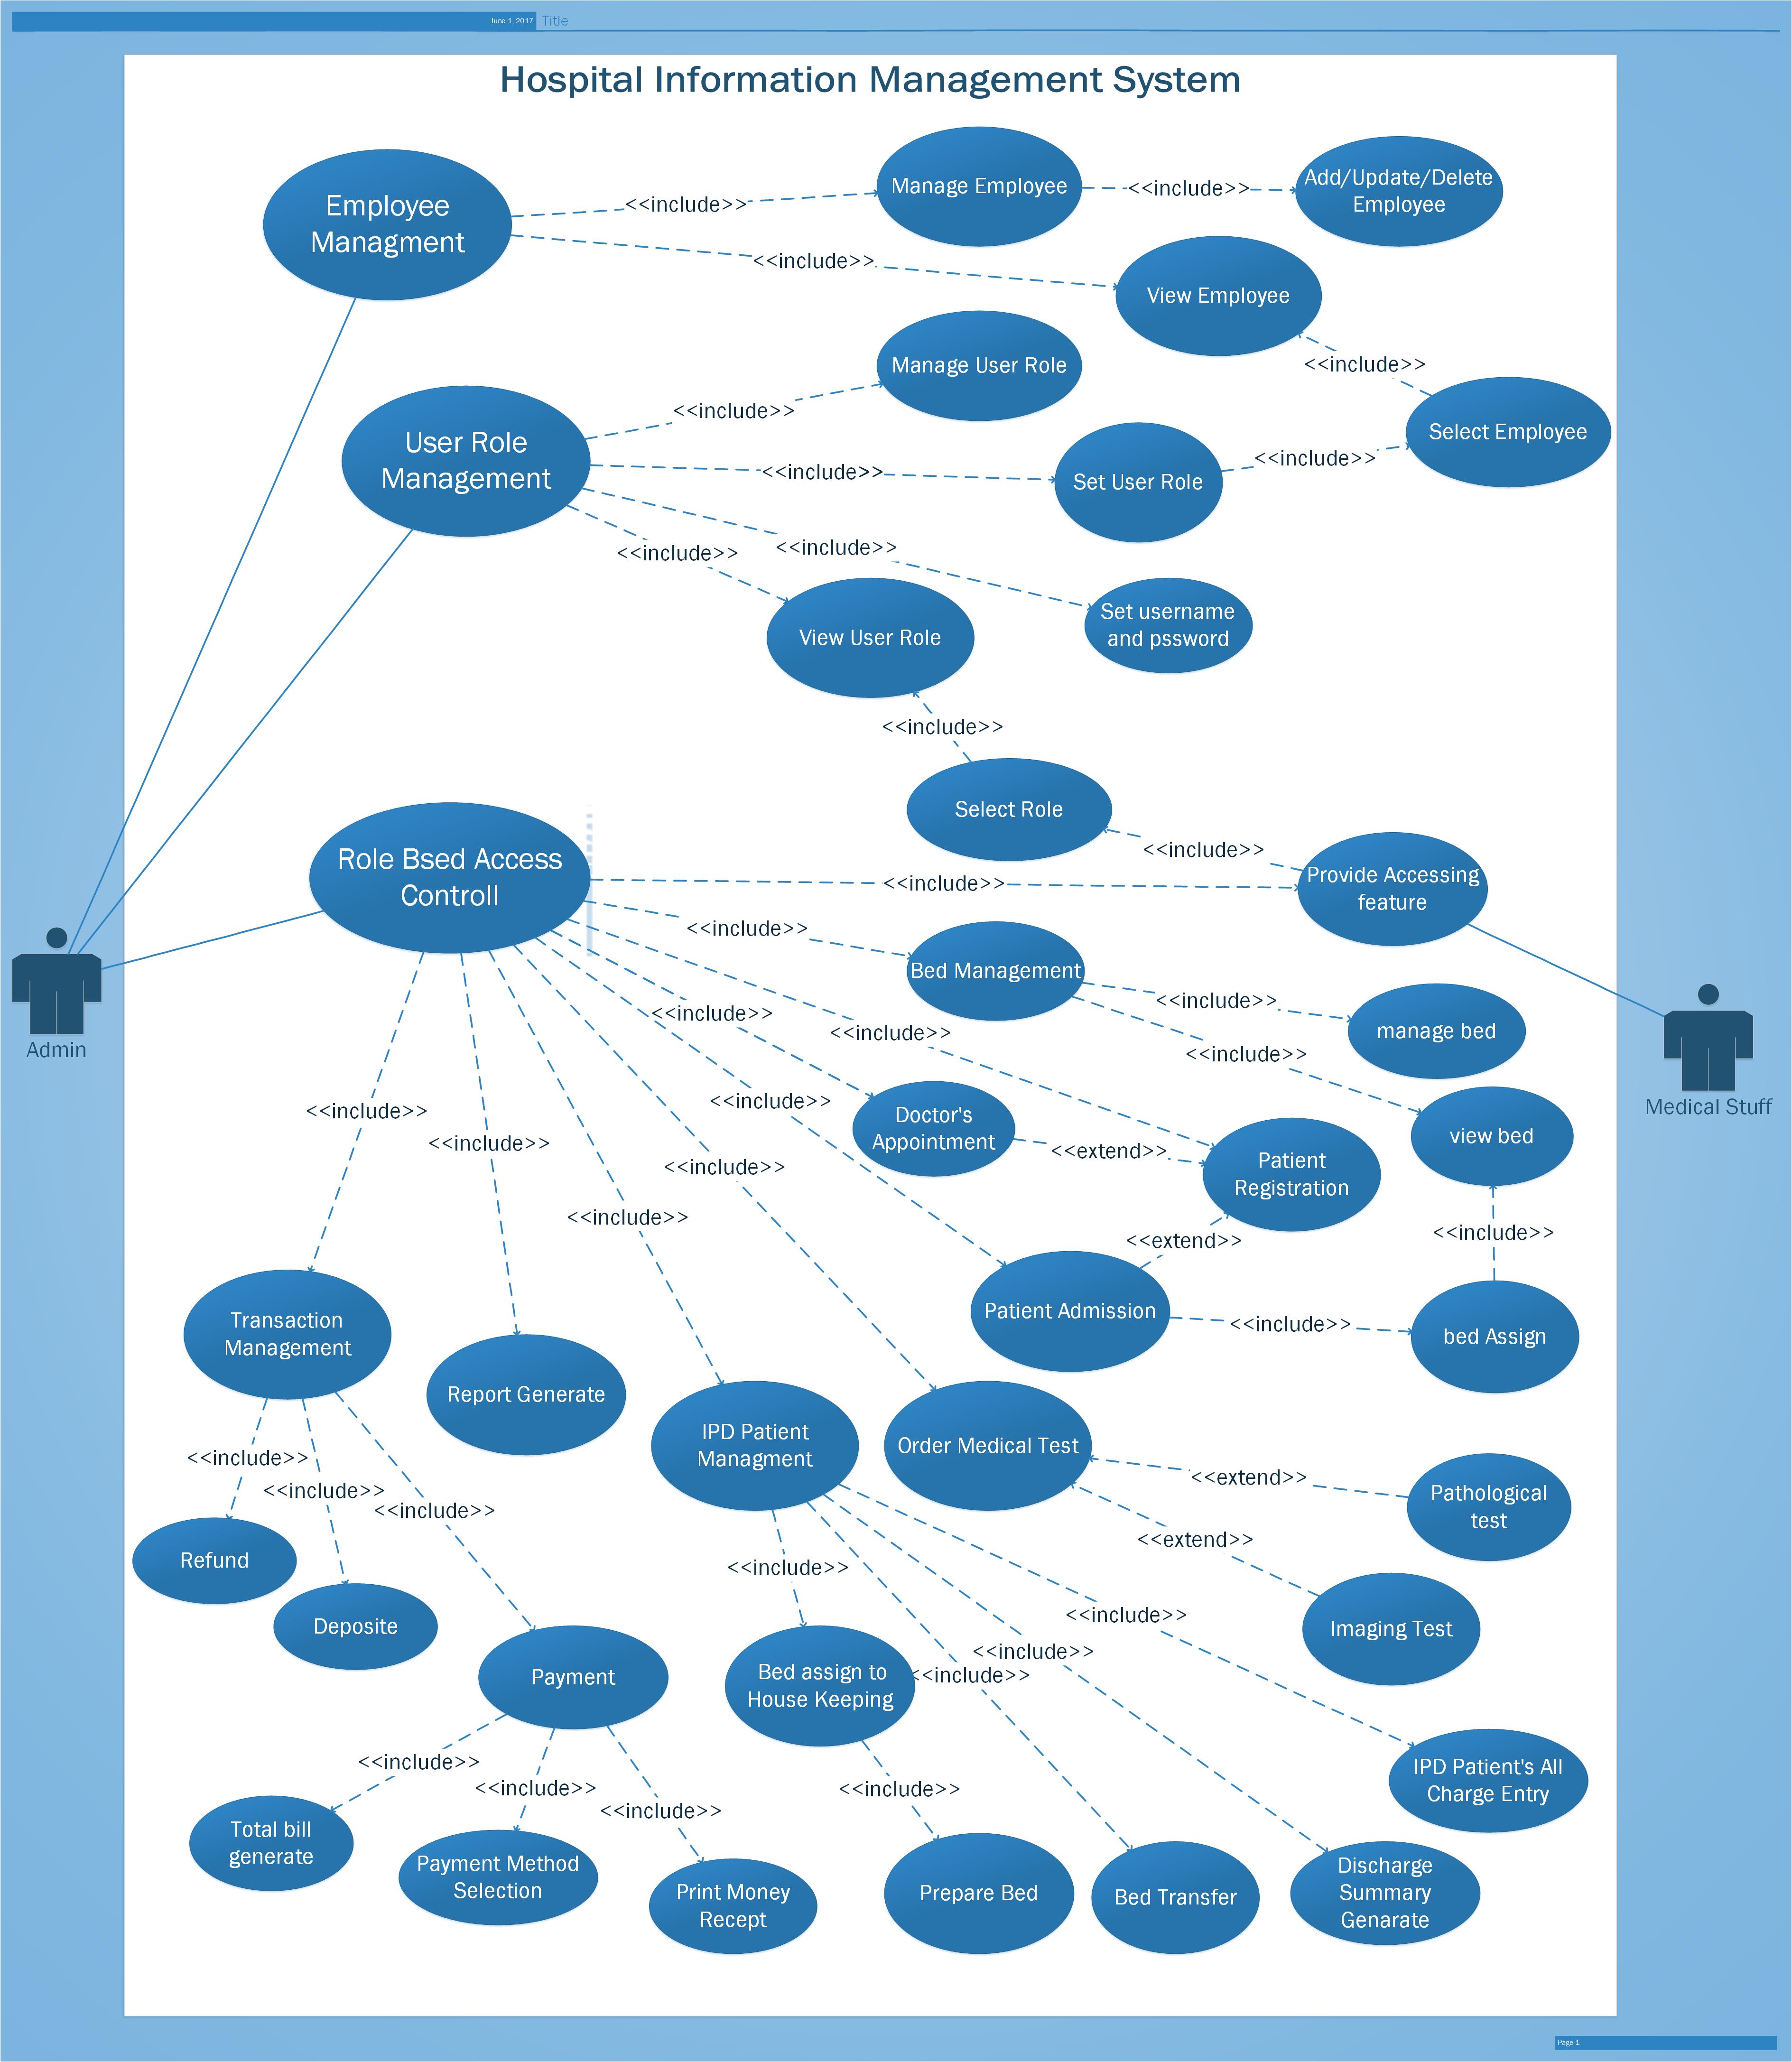 June 1, 2017 Title
Hospital Information Management System
Employee
Managment
<<include>>
Manage Employee
<<include>>
Add/Update/Delete
Employee
<<include>>
View Employee
Manage User Role
<<include>>
<<include>>
User Role
Management
Select Employee
<<include>>
<<include>>
Set User Role
<<include>>
<<include>>
<<include>>
View User Role
Set username
and pssword
<<include>>
Select Role
<<include>>
Role Bsed Access
Controll
<<include>>
Provide Accessing
feature
<<include>>
Bed Management
<<include>>
manage bed
<<include>>
<<include>>
<<include>>
Admin
Medical Stuff
<<include>>
<<include>>
<<include>>
<<include>>
<<include>>
Doctor's
Appointment
<<extend>>
Patient
Registration
view bed
<<include>>
<<extend>>
<<include>>
Patient Admission
<<include>>
bed Assign
Transaction
Management
Report Generate
IPD Patient
Managment
Order Medical Test
<<extend>>
Pathological
test
<<include>>
<<include>>
<<include>>
<<extend>>
Imaging Test
Refund
Deposite
Payment
<<include>>
<<include>>
<<include>>
<<include>>
Bed assign to
House Keeping
IPD Patient's All
Charge Entry
<<include>>
<<include>>
<<include>>
<<include>>
Total bill
generate
Payment Method
Selection
Print Money
Recept
Prepare Bed
Bed Transfer
Discharge
Summary
Genarate
Page 1